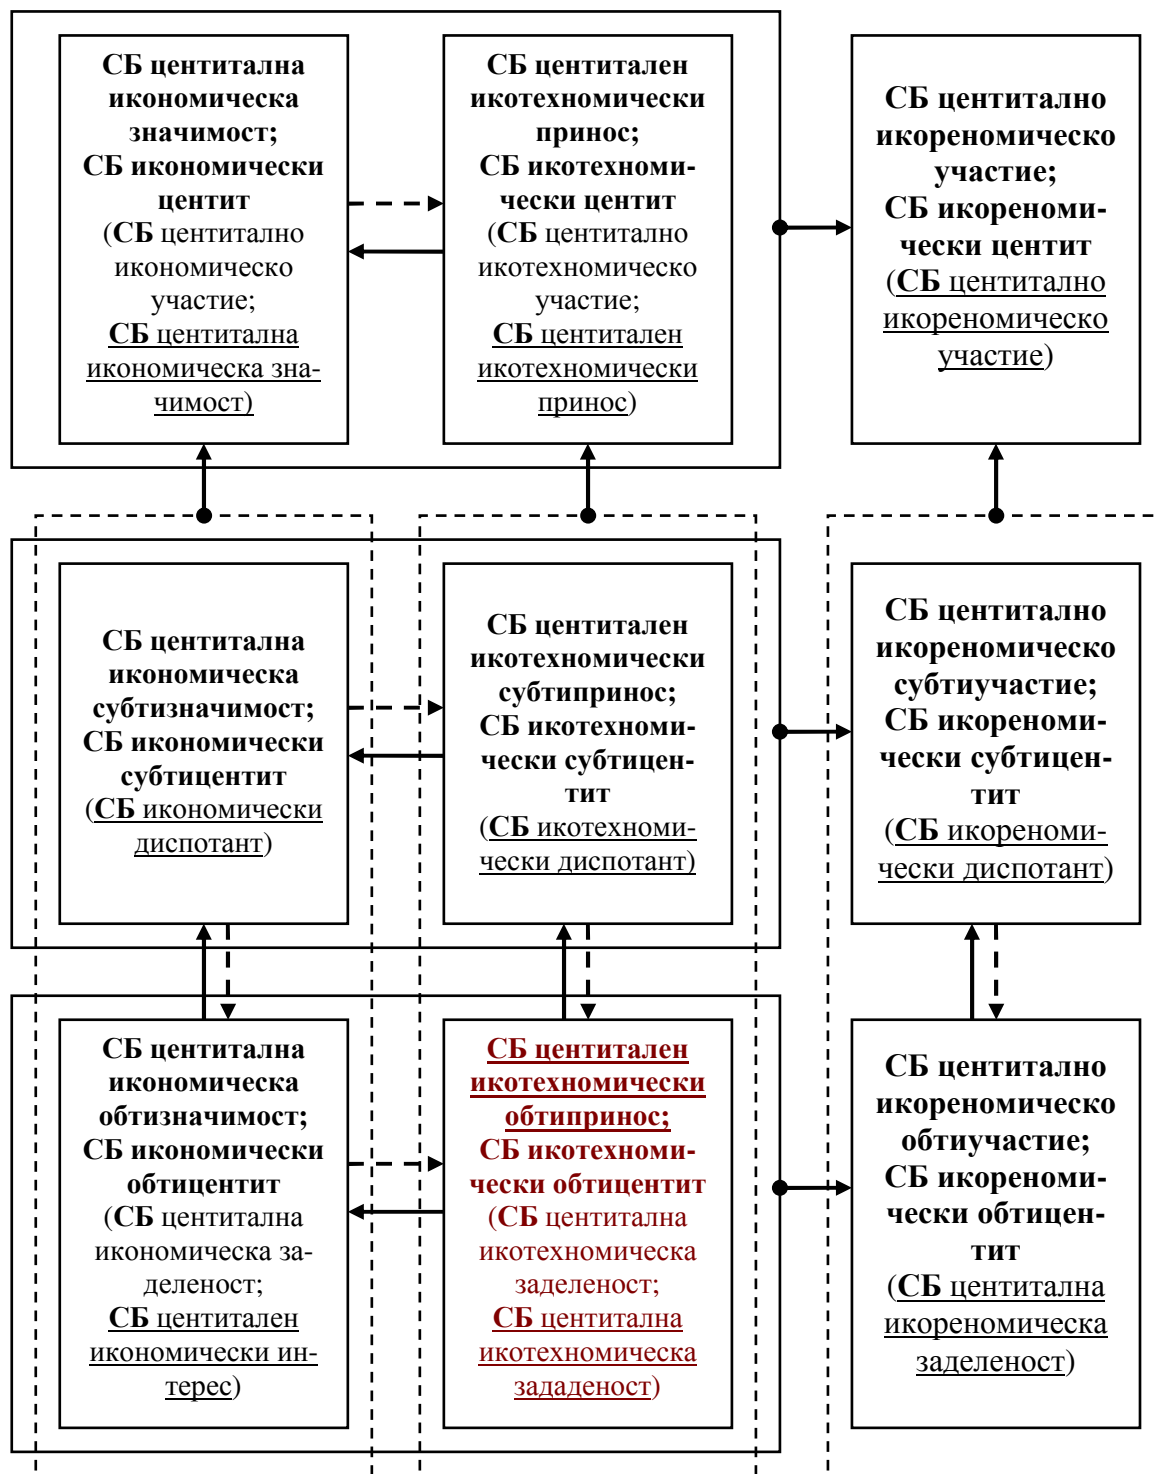 СБ центитална
икономическа
значимост;
СБ икономически
центит
(СБ центитално
икономическо
участие;
СБ центитална
икономическа зна-
чимост)
СБ центитален
икотехномически
принос;
СБ икотехноми-
чески центит
(СБ центитално
икотехномическо
участие;
СБ центитален
икотехномически
принос)
СБ центитално
икореномическо
участие;
СБ икореноми-
чески центит
(СБ центитално
икореномическо
участие)
СБ центитална
икономическа
субтизначимост;
СБ икономически
субтицентит
(СБ икономически
диспотант)
СБ центитален
икотехномически
субтипринос;
СБ икотехноми-
чески субтицен-
тит
(СБ икотехноми-
чески диспотант)
СБ центитално
икореномическо
субтиучастие;
СБ икореноми-
чески субтицен-
тит
(СБ икореноми-
чески диспотант)
СБ центитална
икономическа
обтизначимост;
СБ икономически
обтицентит
(СБ центитална
икономическа за-
деленост;
СБ центитален
икономически ин-
терес)
СБ центитален
икотехномически
обтипринос;
СБ икотехноми-
чески обтицентит
(СБ центитална
икотехномическа
заделеност;
СБ центитална
икотехномическа
зададеност)
СБ центитално
икореномическо
обтиучастие;
СБ икореноми-
чески обтицен-
тит
(СБ центитална
икореномическа
заделеност)